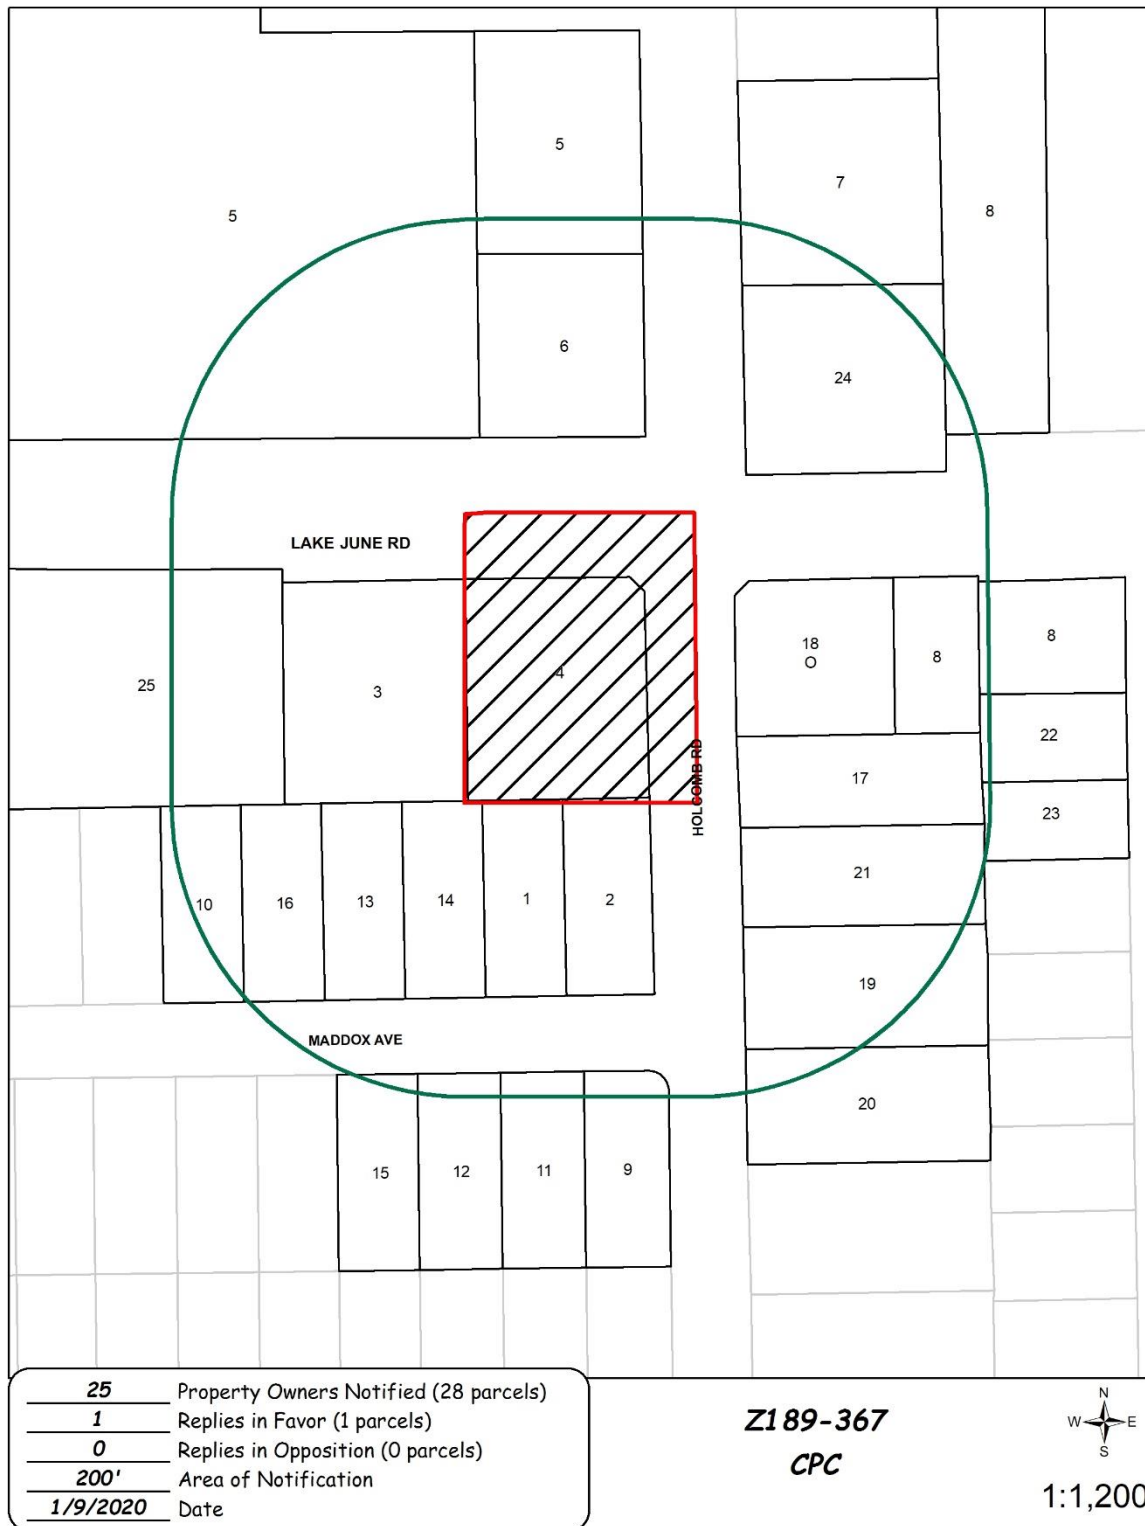 5
7
5
8
6
24
LAKE JUNE RD
18
O
8
8
25
3
4
22
17
HOLCOMB RD
23
21
10
16
13
14
1
2
19
MADDOX AVE
20
15
12
11
9
25 Property Owners Notified (28 parcels)
1 Replies in Favor (1 parcels)
0 Replies in Opposition (0 parcels)
200' Area of Notification
1/9/2020 Date
Z189-367
CPC
N
W E
S
1:1,200